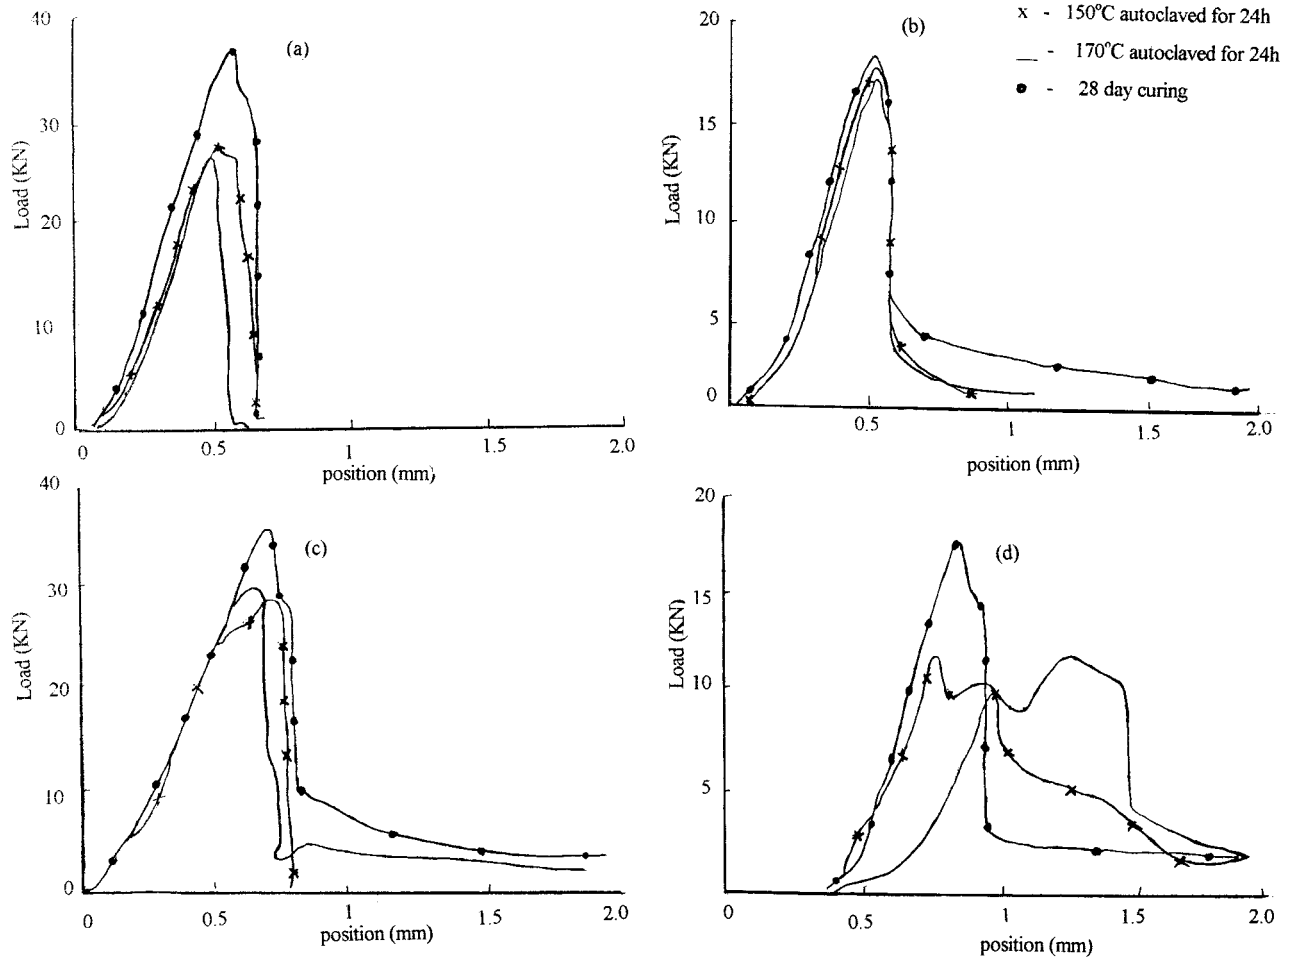 40
30
20
10
0
Load (KN)
(a)
0
0.5
1
1.5
2.0
position (mm)
20
15
10
5
0
Load (KN)
(b)
x - 150°C autoclaved for 24h
— - 170°C autoclaved for 24h
● - 28 day curing
0.5
1
1.5
2.0
position (mm)
40
30
20
10
0
Load (KN)
(c)
0
0.5
1
1.5
2.0
position (mm)
20
15
10
5
Load (KN)
(d)
0
0.5
1
1.5
2.0
position (mm)